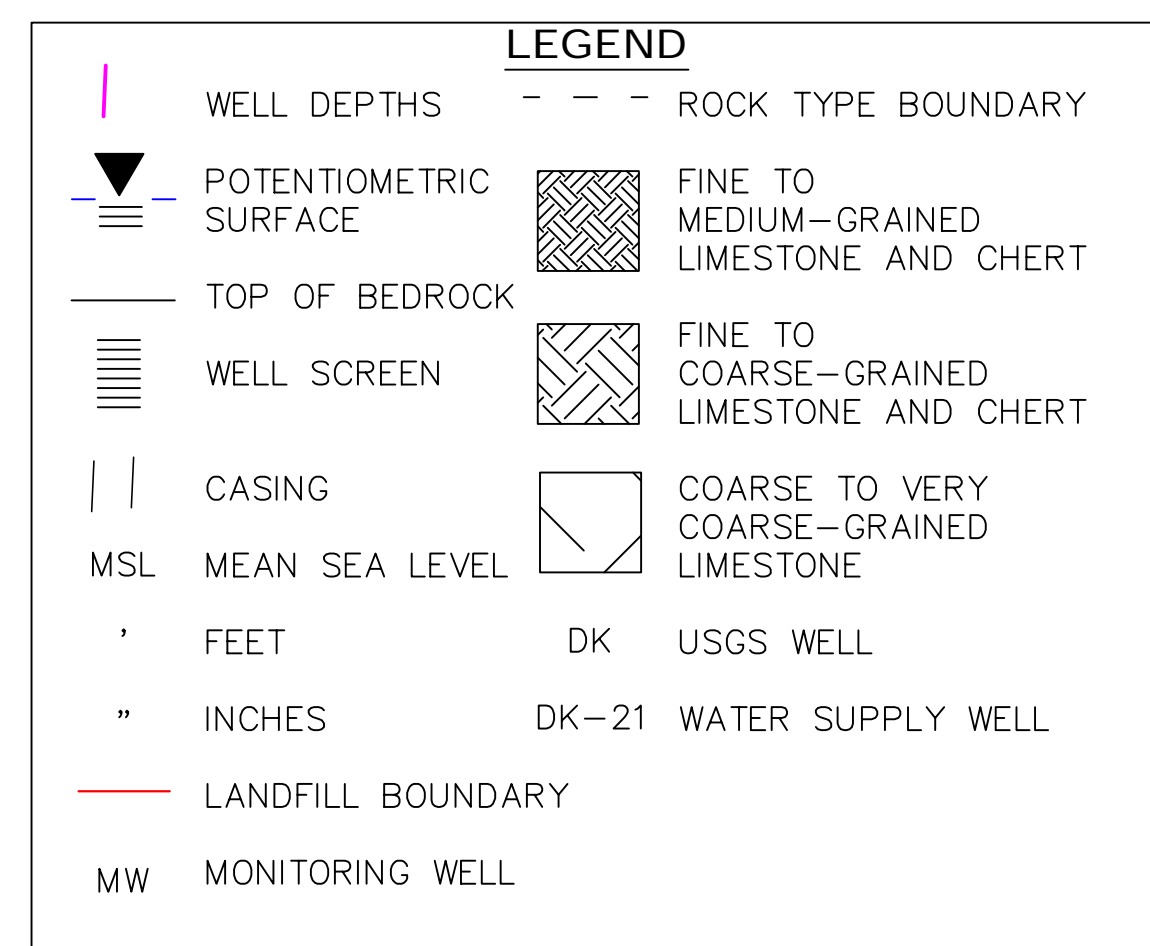 LEGEND
WELL DEPTHS
POTENTIOMETRIC
SURFACE
TOP OF BEDROCK
WELL SCREEN
CASING
MSL MEAN SEA LEVEL
' FEET
" INCHES
LANDFILL BOUNDARY
MW MONITORING WELL
ROCK TYPE BOUNDARY
FINE TO
MEDIUM-GRAINED
LIMESTONE AND CHERT
FINE TO
COARSE-GRAINED
LIMESTONE AND CHERT
COARSE TO VERY
COARSE-GRAINED
LIMESTONE
DK USGS WELL
DK-21 WATER SUPPLY WELL